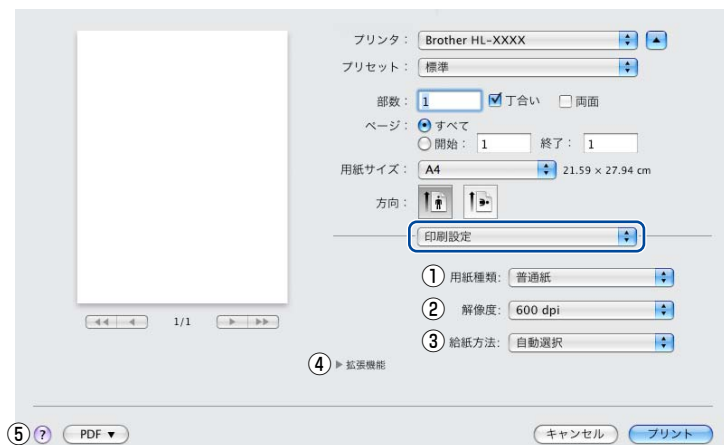 プリンタ： Brother HL-XXXX
プリセット： 標準
部数： 1 丁合い 両面
ページ： すべて
開始： 1 終了： 1
用紙サイズ： A4 21.59 × 27.94 cm
方向：
印刷設定
① 用紙種類: 普通紙
② 解像度: 600 dpi
③ 給紙方法: 自動選択
1/1
④ 拡張機能
⑤ ? PDF ▼ キャンセル プリント